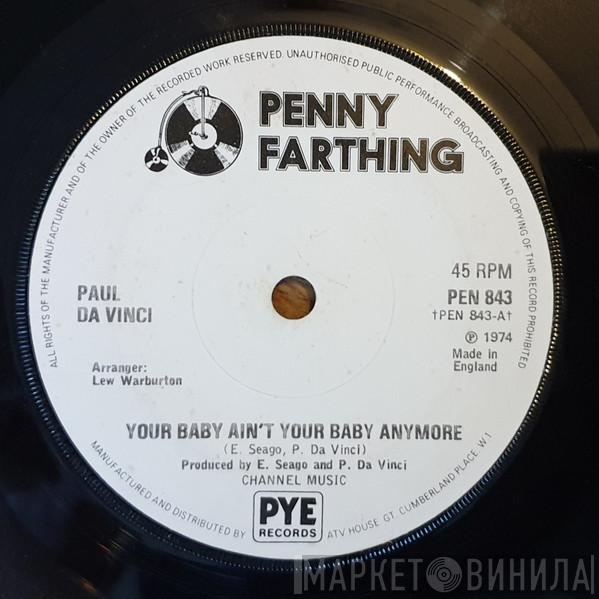 PENNY
FARTHING
ALL RIGHTS OF THE MANUFACTURER AND OF THE OWNER OF THE RECORDED WORK RESERVED. UNAUTHORISED PUBLIC PERFORMANCE BROADCASTING AND COPYING OF THIS RECORD PROHIBITED
PAUL
DA VINCI
45 RPM
PEN 843
†PEN 843-A†
Ⓟ 1974
Made in
England
Arranger:
Lew Warburton
YOUR BABY AIN'T YOUR BABY ANYMORE
(E. Seago, P. Da Vinci)
Produced by E. Seago and P. Da Vinci
CHANNEL MUSIC
PYE
RECORDS
MANUFACTURED AND DISTRIBUTED BY ATV HOUSE GT. CUMBERLAND PLACE W.1
МАРКЕТ ВИНИЛА